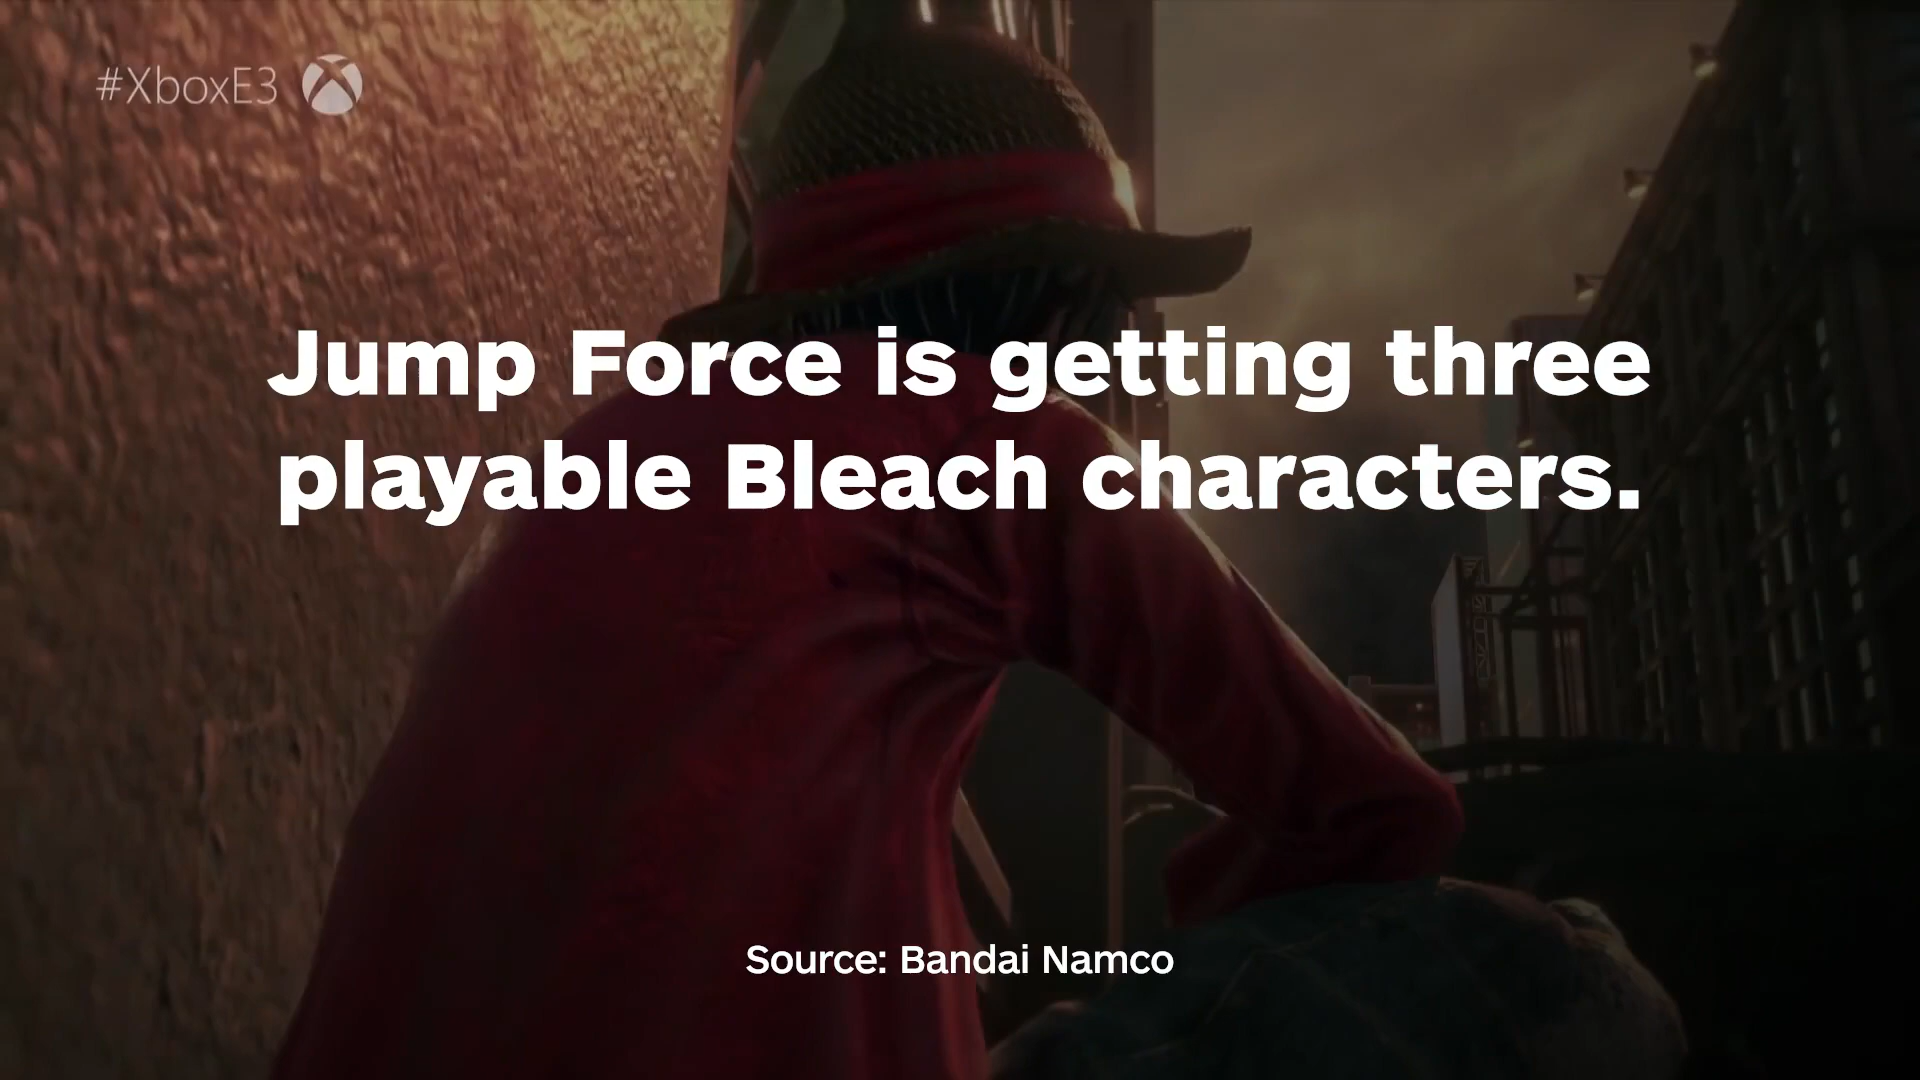 #XboxE3
Jump Force is getting three
playable Bleach characters.
Source: Bandai Namco